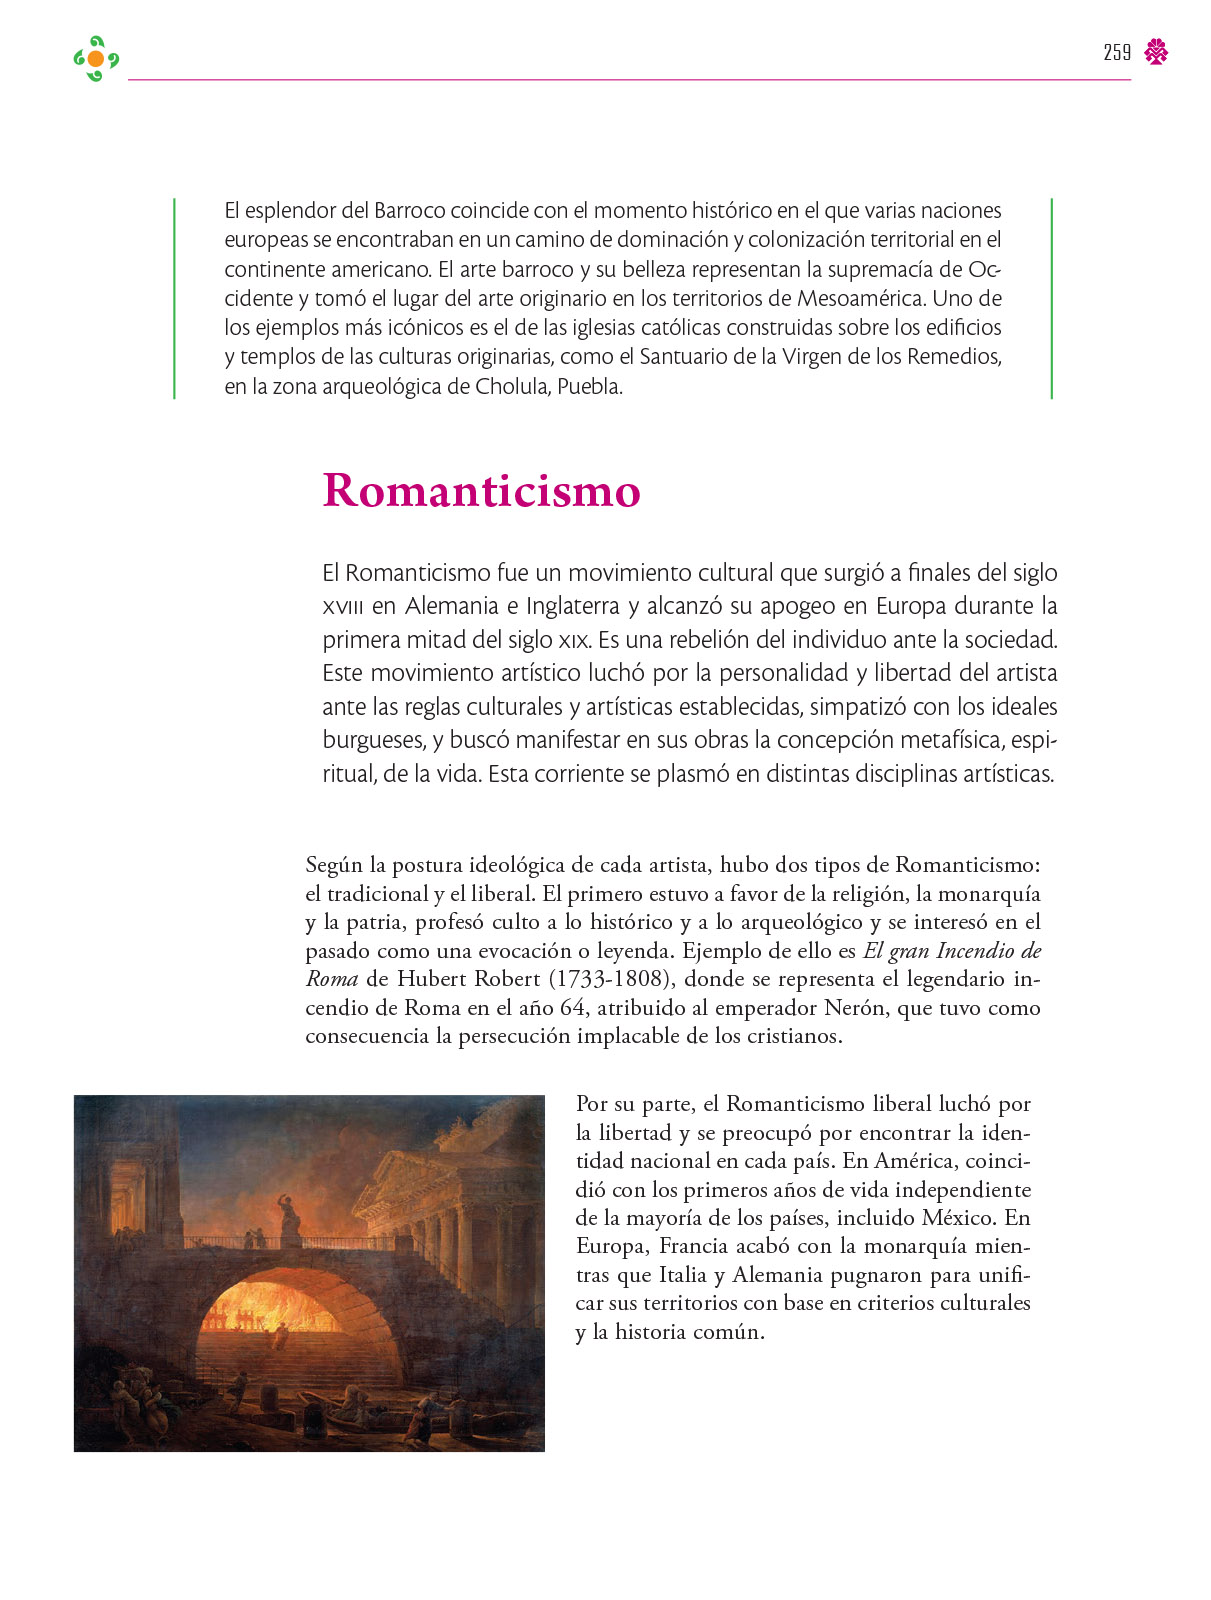 259
El esplendor del Barroco coincide con el momento histórico en el que varias naciones
europeas se encontraban en un camino de dominación y colonización territorial en el
continente americano. El arte barroco y su belleza representan la supremacía de Oc-
cidente y tomó el lugar del arte originario en los territorios de Mesoamérica. Uno de
los ejemplos más icónicos es el de las iglesias católicas construidas sobre los edificios
y templos de las culturas originarias, como el Santuario de la Virgen de los Remedios,
en la zona arqueológica de Cholula, Puebla.
Romanticismo
El Romanticismo fue un movimiento cultural que surgió a finales del siglo
XVIII en Alemania e Inglaterra y alcanzó su apogeo en Europa durante la
primera mitad del siglo XIX. Es una rebelión del individuo ante la sociedad.
Este movimiento artístico luchó por la personalidad y libertad del artista
ante las reglas culturales y artísticas establecidas, simpatizó con los ideales
burgueses, y buscó manifestar en sus obras la concepción metafísica, espi-
ritual, de la vida. Esta corriente se plasmó en distintas disciplinas artísticas.
Según la postura ideológica de cada artista, hubo dos tipos de Romanticismo:
el tradicional y el liberal. El primero estuvo a favor de la religión, la monarquía
y la patria, profesó culto a lo histórico y a lo arqueológico y se interesó en el
pasado como una evocación o leyenda. Ejemplo de ello es El gran Incendio de
Roma de Hubert Robert (1733-1808), donde se representa el legendario in-
cendio de Roma en el año 64, atribuido al emperador Nerón, que tuvo como
consecuencia la persecución implacable de los cristianos.
Por su parte, el Romanticismo liberal luchó por
la libertad y se preocupó por encontrar la iden-
tidad nacional en cada país. En América, coinci-
dió con los primeros años de vida independiente
de la mayoría de los países, incluido México. En
Europa, Francia acabó con la monarquía mien-
tras que Italia y Alemania pugnaron para unifi-
car sus territorios con base en criterios culturales
y la historia común.